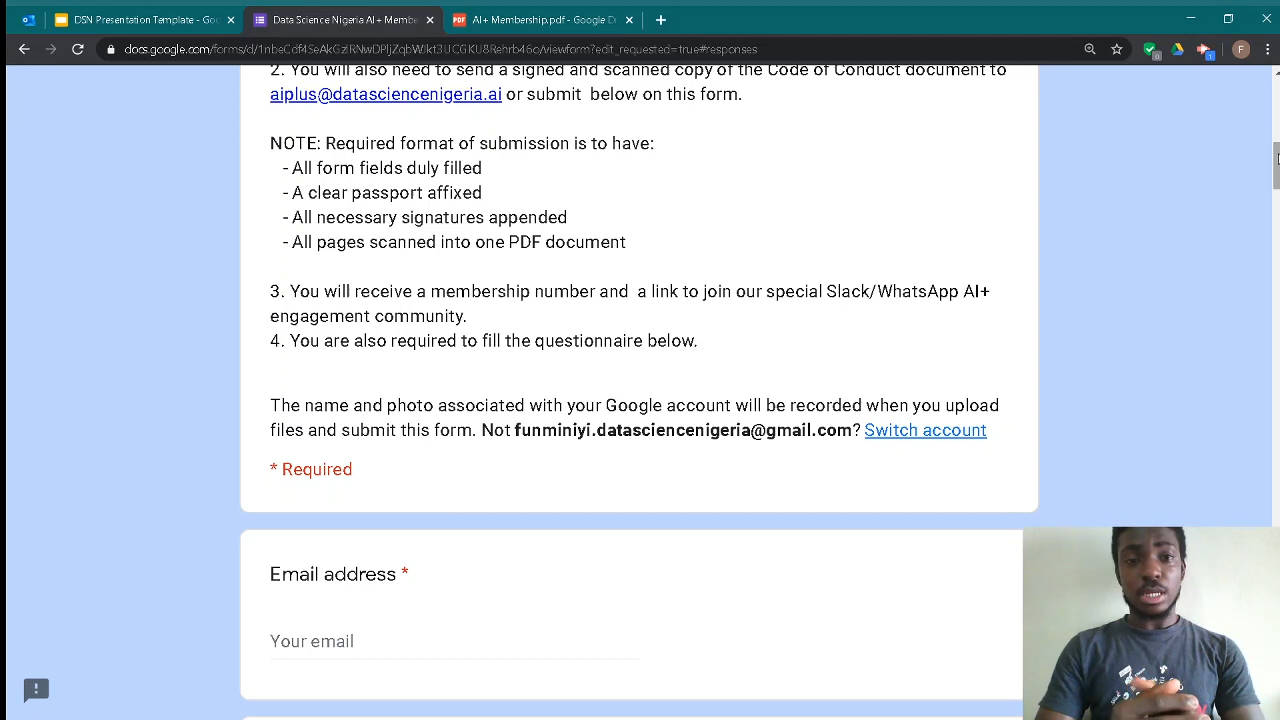 DSN Presentation Template - Goo
Data Science Nigeria AI+ Membe
PDF AI+ Membership.pdf - Google D
docs.google.com/forms/d/1nbeCdf4SeAkGzlRNwDPljZqbWJkt3UCGKU8Rehrb46o/viewform?edit_requested=true#responses
2. You will also need to send a signed and scanned copy of the Code of Conduct document to
aiplus@datasciencenigeria.ai or submit below on this form.
NOTE: Required format of submission is to have:
- All form fields duly filled
- A clear passport affixed
- All necessary signatures appended
- All pages scanned into one PDF document
3. You will receive a membership number and a link to join our special Slack/WhatsApp AI+
engagement community.
4. You are also required to fill the questionnaire below.
The name and photo associated with your Google account will be recorded when you upload
files and submit this form. Not funminiyi.datasciencenigeria@gmail.com? Switch account
* Required
Email address *
Your email